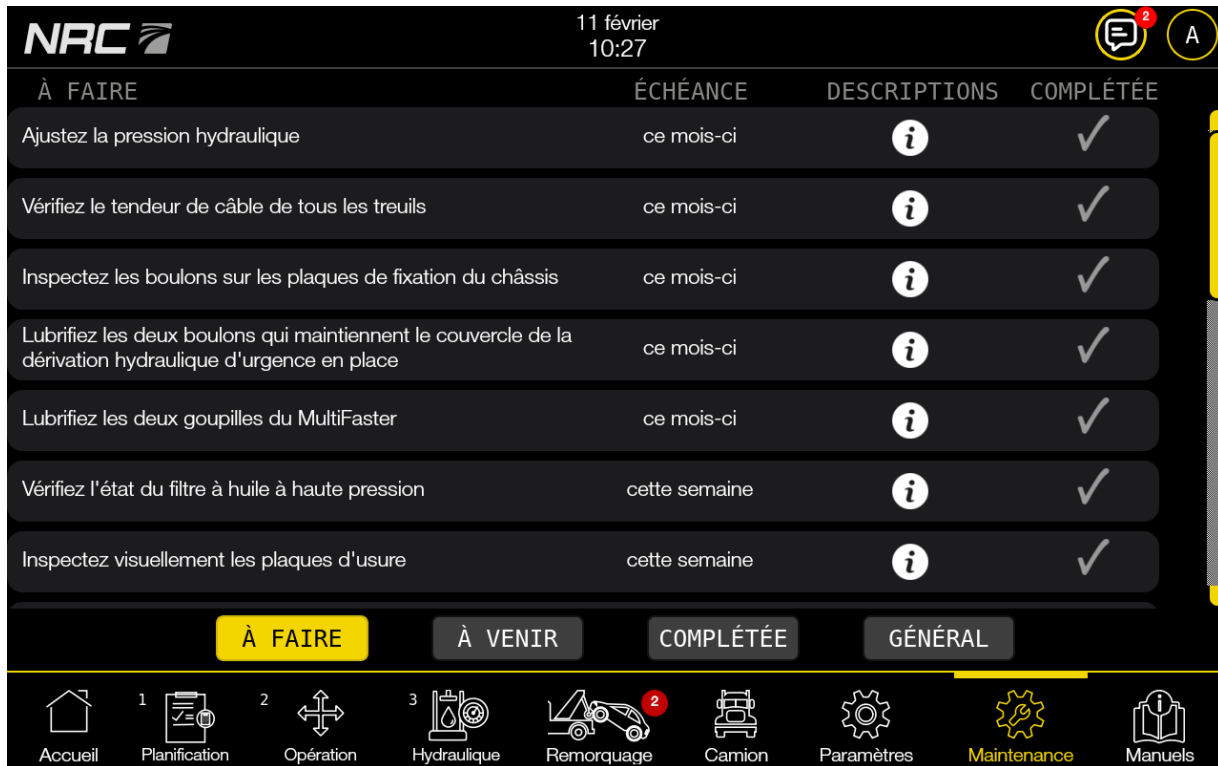 NRC
11 février
10:27
2
A
À FAIRE ÉCHÉANCE DESCRIPTIONS COMPLÉTÉE
Ajustez la pression hydraulique ce mois-ci i
Vérifiez le tendeur de câble de tous les treuils ce mois-ci i
Inspectez les boulons sur les plaques de fixation du châssis ce mois-ci i
Lubrifiez les deux boulons qui maintiennent le couvercle de la
dérivation hydraulique d'urgence en place ce mois-ci i
Lubrifiez les deux goupilles du MultiFaster ce mois-ci i
Vérifiez l'état du filtre à huile à haute pression cette semaine i
Inspectez visuellement les plaques d'usure cette semaine i
À FAIRE À VENIR COMPLÉTÉE GÉNÉRAL
1 2 3 2
Accueil Planification Opération Hydraulique Remorquage Camion Paramètres Maintenance Manuels